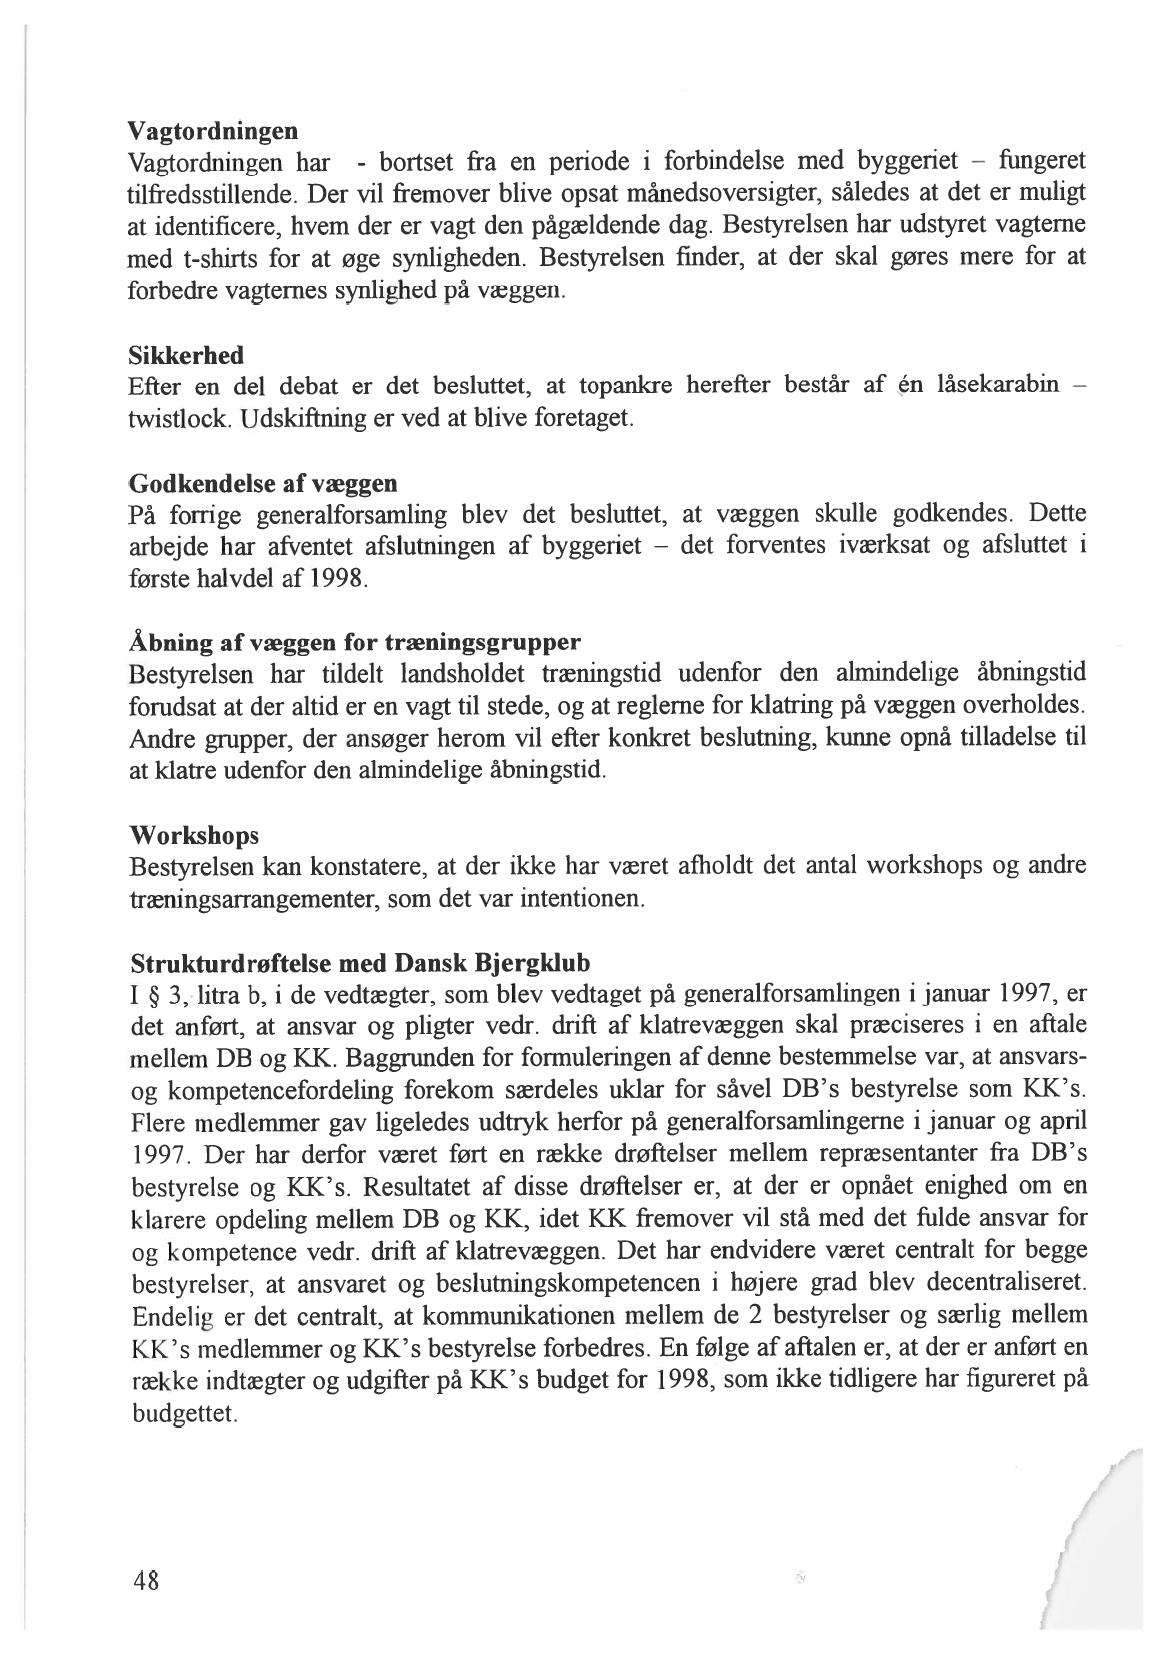 Vagtordningen
Vagtordningen har - bortset fra en periode i forbindelse med byggeriet – fungeret
tilfredsstillende. Der vil fremover blive opsat månedsoversigter, således at det er muligt
at identificere, hvem der er vagt den pågældende dag. Bestyrelsen har udstyret vagterne
med t-shirts for at øge synligheden. Bestyrelsen finder, at der skal gøres mere for at
forbedre vagternes synlighed på væggen.
Sikkerhed
Efter en del debat er det besluttet, at topankre herefter består af én låsekarabin –
twistlock. Udskiftning er ved at blive foretaget.
Godkendelse af væggen
På forrige generalforsamling blev det besluttet, at væggen skulle godkendes. Dette
arbejde har afventet afslutningen af byggeriet – det forventes iværksat og afsluttet i
første halvdel af 1998.
Åbning af væggen for træningsgrupper
Bestyrelsen har tildelt landsholdet træningstid udenfor den almindelige åbningstid
forudsat at der altid er en vagt til stede, og at reglerne for klatring på væggen overholdes.
Andre grupper, der ansøger herom vil efter konkret beslutning, kunne opnå tilladelse til
at klatre udenfor den almindelige åbningstid.
Workshops
Bestyrelsen kan konstatere, at der ikke har været afholdt det antal workshops og andre
træningsarrangementer, som det var intentionen.
Strukturdrøftelse med Dansk Bjergklub
I § 3, litra b, i de vedtægter, som blev vedtaget på generalforsamlingen i januar 1997, er
det anført, at ansvar og pligter vedr. drift af klatrevæggen skal præciseres i en aftale
mellem DB og KK. Baggrunden for formuleringen af denne bestemmelse var, at ansvars-
og kompetencefordeling forekom særdeles uklar for såvel DB's bestyrelse som KK's.
Flere medlemmer gav ligeledes udtryk herfor på generalforsamlingerne i januar og april
1997. Der har derfor været ført en række drøftelser mellem repræsentanter fra DB's
bestyrelse og KK's. Resultatet af disse drøftelser er, at der er opnået enighed om en
klarere opdeling mellem DB og KK, idet KK fremover vil stå med det fulde ansvar for
og kompetence vedr. drift af klatrevæggen. Det har endvidere været centralt for begge
bestyrelser, at ansvaret og beslutningskompetencen i højere grad blev decentraliseret.
Endelig er det centralt, at kommunikationen mellem de 2 bestyrelser og særlig mellem
KK's medlemmer og KK's bestyrelse forbedres. En følge af aftalen er, at der er anført en
række indtægter og udgifter på KK's budget for 1998, som ikke tidligere har figureret på
budgettet.
48